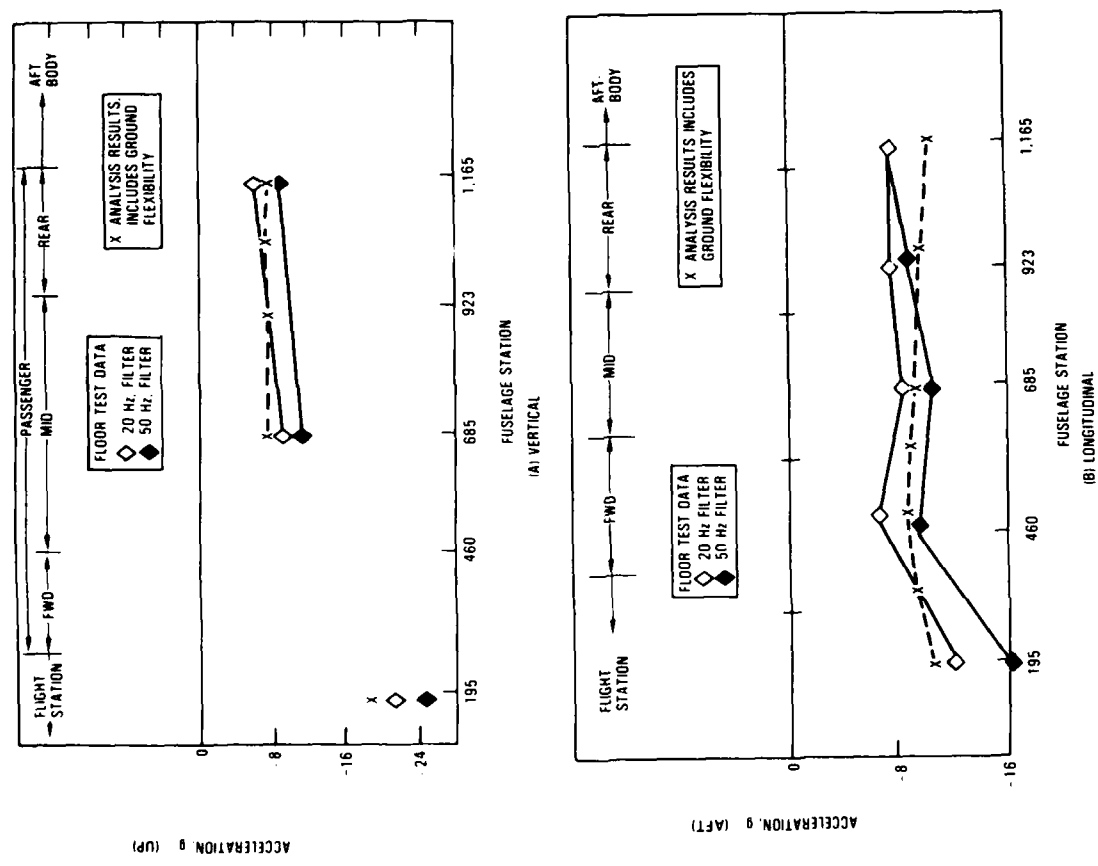 PASSENGER
FLIGHT STATION
FWD
MID
REAR
AFT BODY
FLOOR TEST DATA
20 Hz. FILTER
50 Hz. FILTER
X ANALYSIS RESULTS.
INCLUDES GROUND
FLEXIBILITY
ACCELERATION, g (UP)
0
-8
-16
-24
195
460
685
923
1,165
FUSELAGE STATION
(A) VERTICAL
FLIGHT STATION
FWD
MID
REAR
AFT BODY
FLOOR TEST DATA
20 Hz FILTER
50 Hz FILTER
X ANALYSIS RESULTS INCLUDES
GROUND FLEXIBILITY
ACCELERATION, g (AFT)
0
-8
-16
195
460
685
923
1,165
FUSELAGE STATION
(B) LONGITUDINAL